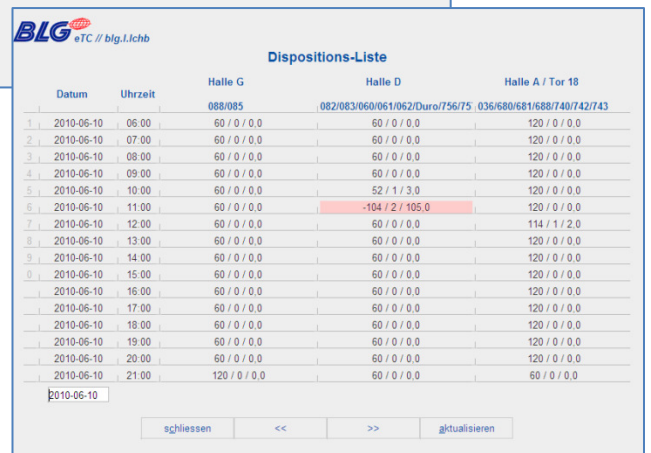 BLG eTC // blg.l.lchb
Dispositions-Liste
Datum Uhrzeit Halle G Halle D Halle A / Tor 18
088/085 082/083/060/061/062/Duro/756/75 036/680/681/688/740/742/743
1 2010-06-10 06:00 60 / 0 / 0,0 60 / 0 / 0,0 120 / 0 / 0,0
2 2010-06-10 07:00 60 / 0 / 0,0 60 / 0 / 0,0 120 / 0 / 0,0
3 2010-06-10 08:00 60 / 0 / 0,0 60 / 0 / 0,0 120 / 0 / 0,0
4 2010-06-10 09:00 60 / 0 / 0,0 60 / 0 / 0,0 120 / 0 / 0,0
5 2010-06-10 10:00 60 / 0 / 0,0 52 / 1 / 3,0 120 / 0 / 0,0
6 2010-06-10 11:00 60 / 0 / 0,0 -104 / 2 / 105,0 120 / 0 / 0,0
7 2010-06-10 12:00 60 / 0 / 0,0 60 / 0 / 0,0 114 / 1 / 2,0
8 2010-06-10 13:00 60 / 0 / 0,0 60 / 0 / 0,0 120 / 0 / 0,0
9 2010-06-10 14:00 60 / 0 / 0,0 60 / 0 / 0,0 120 / 0 / 0,0
0 2010-06-10 15:00 60 / 0 / 0,0 60 / 0 / 0,0 120 / 0 / 0,0
2010-06-10 16:00 60 / 0 / 0,0 60 / 0 / 0,0 120 / 0 / 0,0
2010-06-10 17:00 60 / 0 / 0,0 60 / 0 / 0,0 120 / 0 / 0,0
2010-06-10 18:00 60 / 0 / 0,0 60 / 0 / 0,0 120 / 0 / 0,0
2010-06-10 19:00 60 / 0 / 0,0 60 / 0 / 0,0 120 / 0 / 0,0
2010-06-10 20:00 60 / 0 / 0,0 60 / 0 / 0,0 120 / 0 / 0,0
2010-06-10 21:00 120 / 0 / 0,0 60 / 0 / 0,0 60 / 0 / 0,0
2010-06-10
schliessen << >> aktualisieren